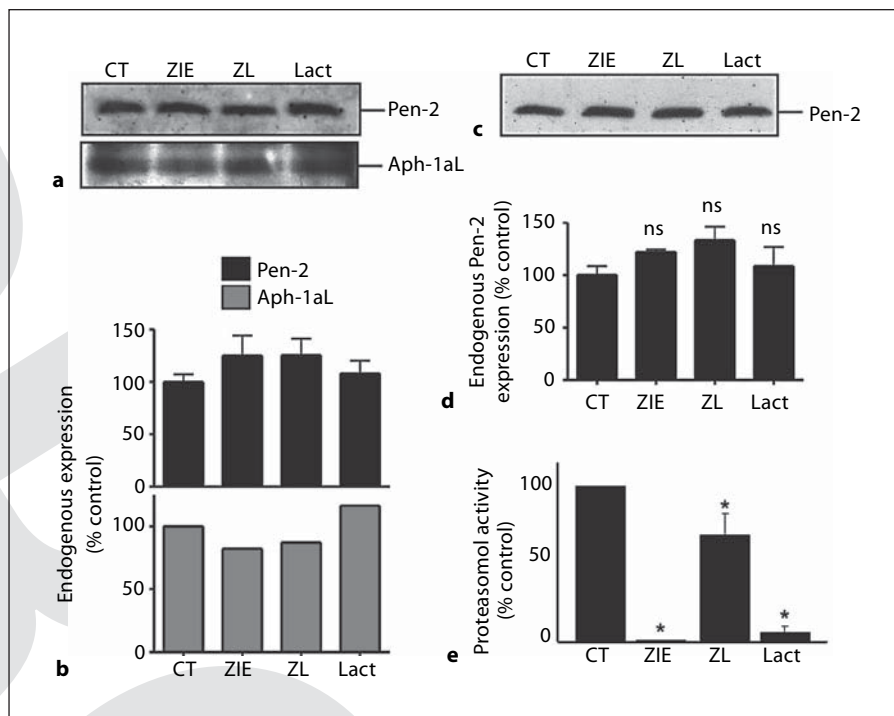 CT ZIE ZL Lact
Pen-2
Aph-1aL
a
CT ZIE ZL Lact
Pen-2
c
Pen-2
Aph-1aL
Endogenous expression
(% control)
150
100
50
0
100
50
0
CT ZIE ZL Lact
b
Endogenous Pen-2
expression (% control)
150
100
50
0
ns
ns
ns
CT ZIE ZL Lact
d
Proteasomol activity
(% control)
100
50
0
*
*
*
CT ZIE ZL Lact
e